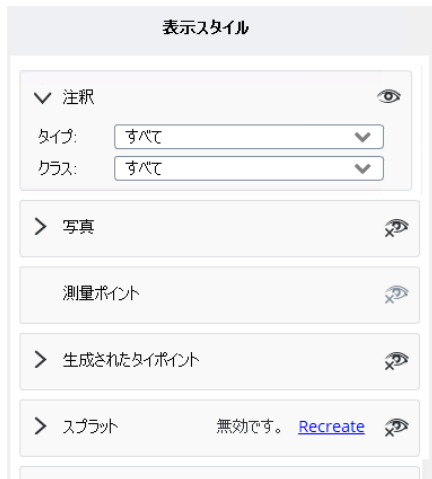 表示スタイル
注釈
タイプ: すべて
クラス: すべて
写真
測量ポイント
生成されたタイポイント
スプラット 無効です。 Recreate